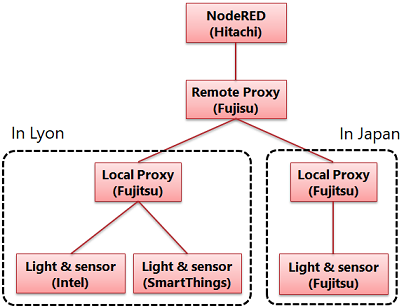 NodeRED
(Hitachi)
Remote Proxy
(Fujisu)
In Lyon
In Japan
Local Proxy
(Fujitsu)
Local Proxy
(Fujitsu)
Light & sensor
(Intel)
Light & sensor
(SmartThings)
Light & sensor
(Fujitsu)